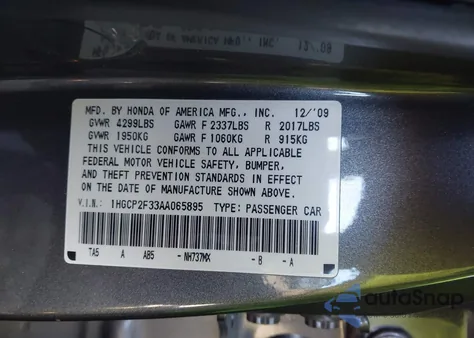 MFD. BY HONDA OF AMERICA MFG., INC. 12/'09
GVWR 4299LBS GAWR F 2337LBS R 2017LBS
GVWR 1950KG GAWR F 1060KG R 915KG
THIS VEHICLE CONFORMS TO ALL APPLICABLE
FEDERAL MOTOR VEHICLE SAFETY, BUMPER,
AND THEFT PREVENTION STANDARDS IN EFFECT
ON THE DATE OF MANUFACTURE SHOWN ABOVE.
V.I.N. 1HGCP2F33AA065895 TYPE: PASSENGER CAR
TA5 A AB5 - NH737MX - B - A
autoSnap